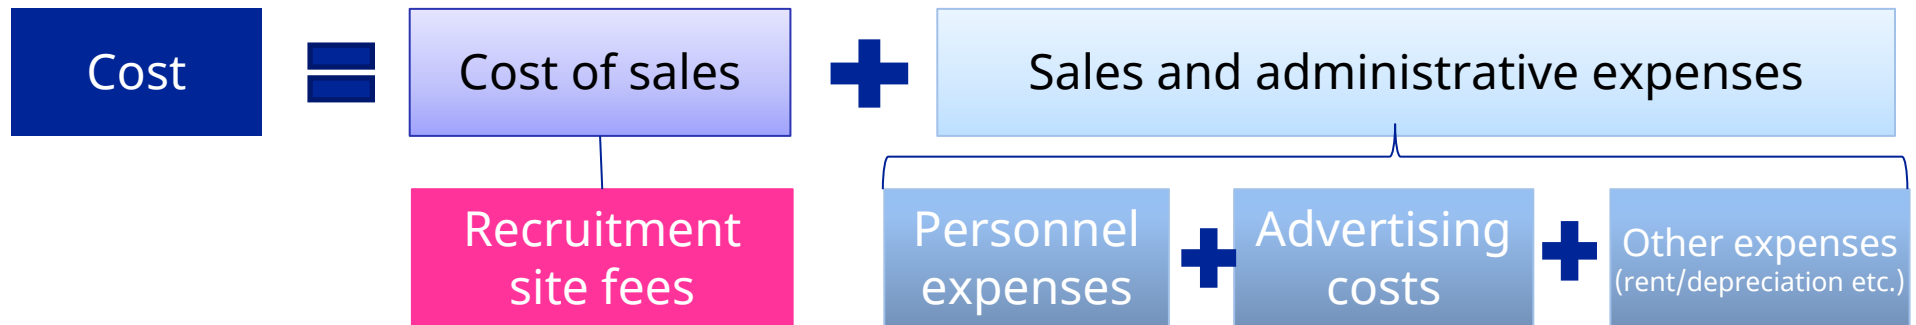 Cost
Cost of sales
Sales and administrative expenses
Recruitment
site fees
Personnel
expenses
Advertising
costs
Other expenses
(rent/depreciation etc.)